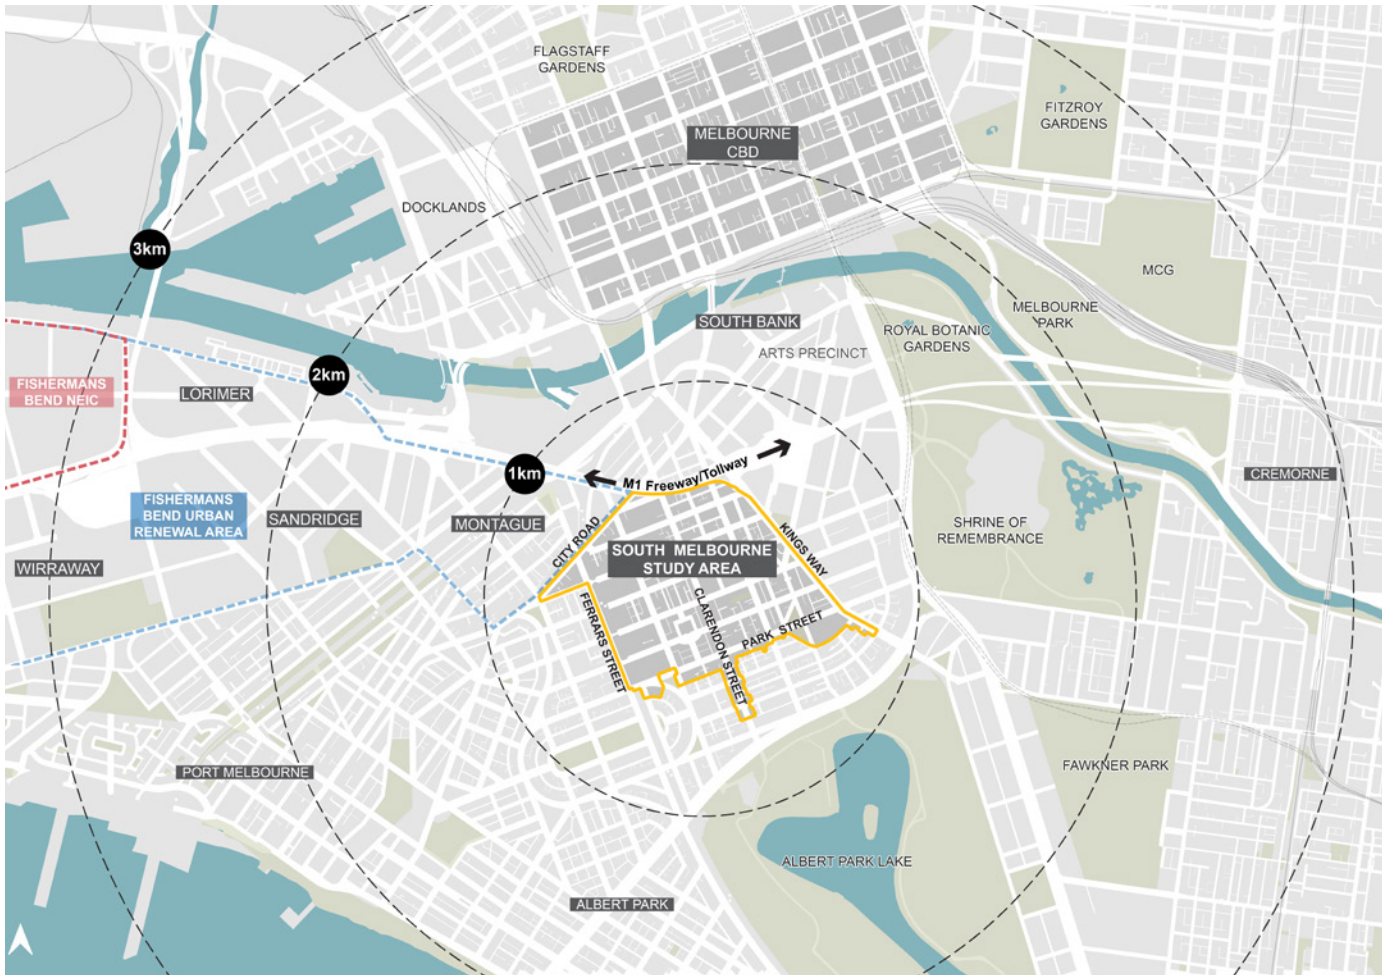 FLAGSTAFF
GARDENS
FITZROY
GARDENS
MELBOURNE
CBD
DOCKLANDS
3km
MCG
MELBOURNE
PARK
SOUTH BANK
ROYAL BOTANIC
GARDENS
ARTS PRECINCT
FISHERMANS
BEND NEIC
LORIMER
2km
1km
M1 Freeway/Tollway
CREMORNE
FISHERMANS
BEND URBAN
RENEWAL AREA
SANDRIDGE
MONTAGUE
CITY ROAD
KINGS WAY
SHRINE OF
REMEMBRANCE
SOUTH MELBOURNE
STUDY AREA
WIRRAWAY
FERRARS STREET
CLARENDON STREET
PARK STREET
PORT MELBOURNE
FAWKNER PARK
ALBERT PARK LAKE
ALBERT PARK